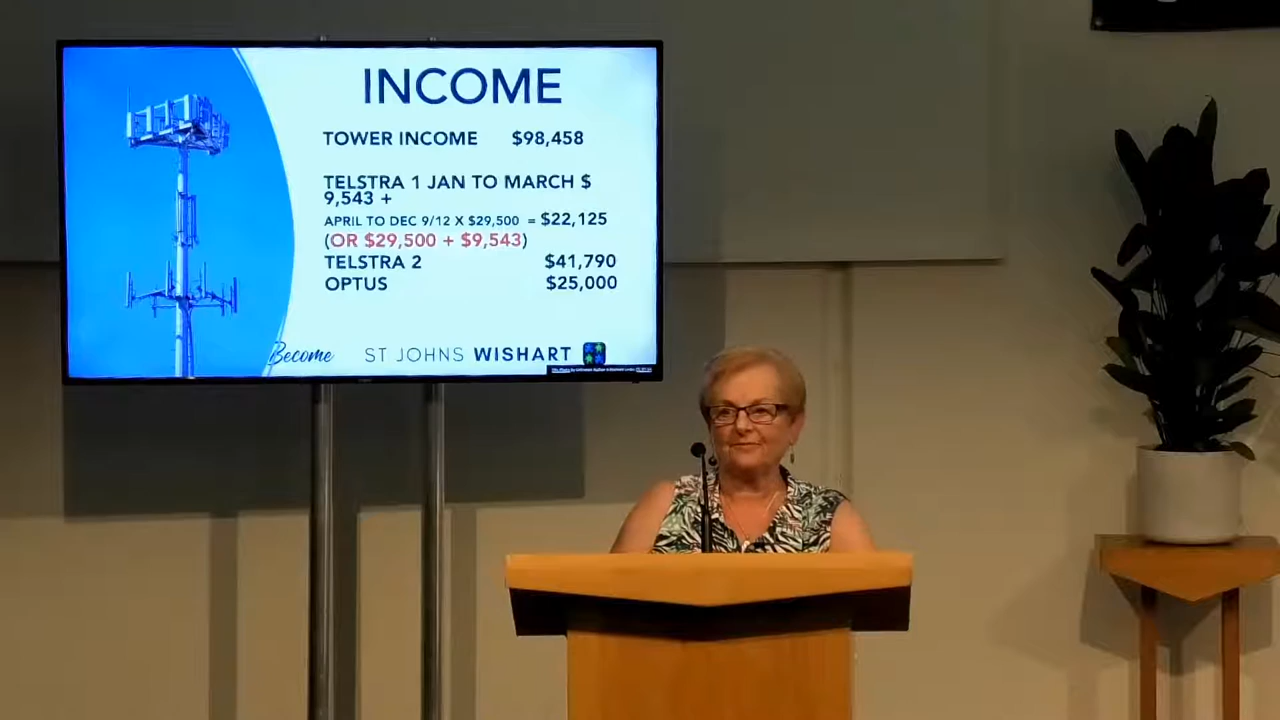 INCOME
TOWER INCOME $98,458
TELSTRA 1 JAN TO MARCH $
9,543 +
APRIL TO DEC 9/12 X $29,500 = $22,125
(OR $29,500 + $9,543)
TELSTRA 2 $41,790
OPTUS $25,000
Become ST JOHNS WISHART